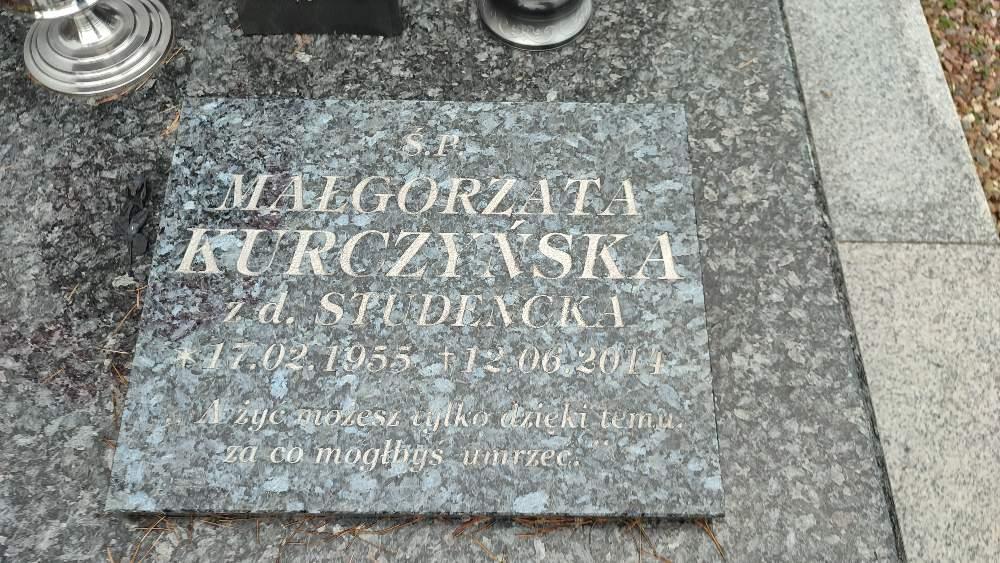 Ś.P.
MAŁGORZATA
KURCZYŃSKA
z d. STUDENCKA
*17.02.1955 †12.06.2014
„A żyć możesz tylko dzięki temu,
za co mógłbyś umrzeć.”